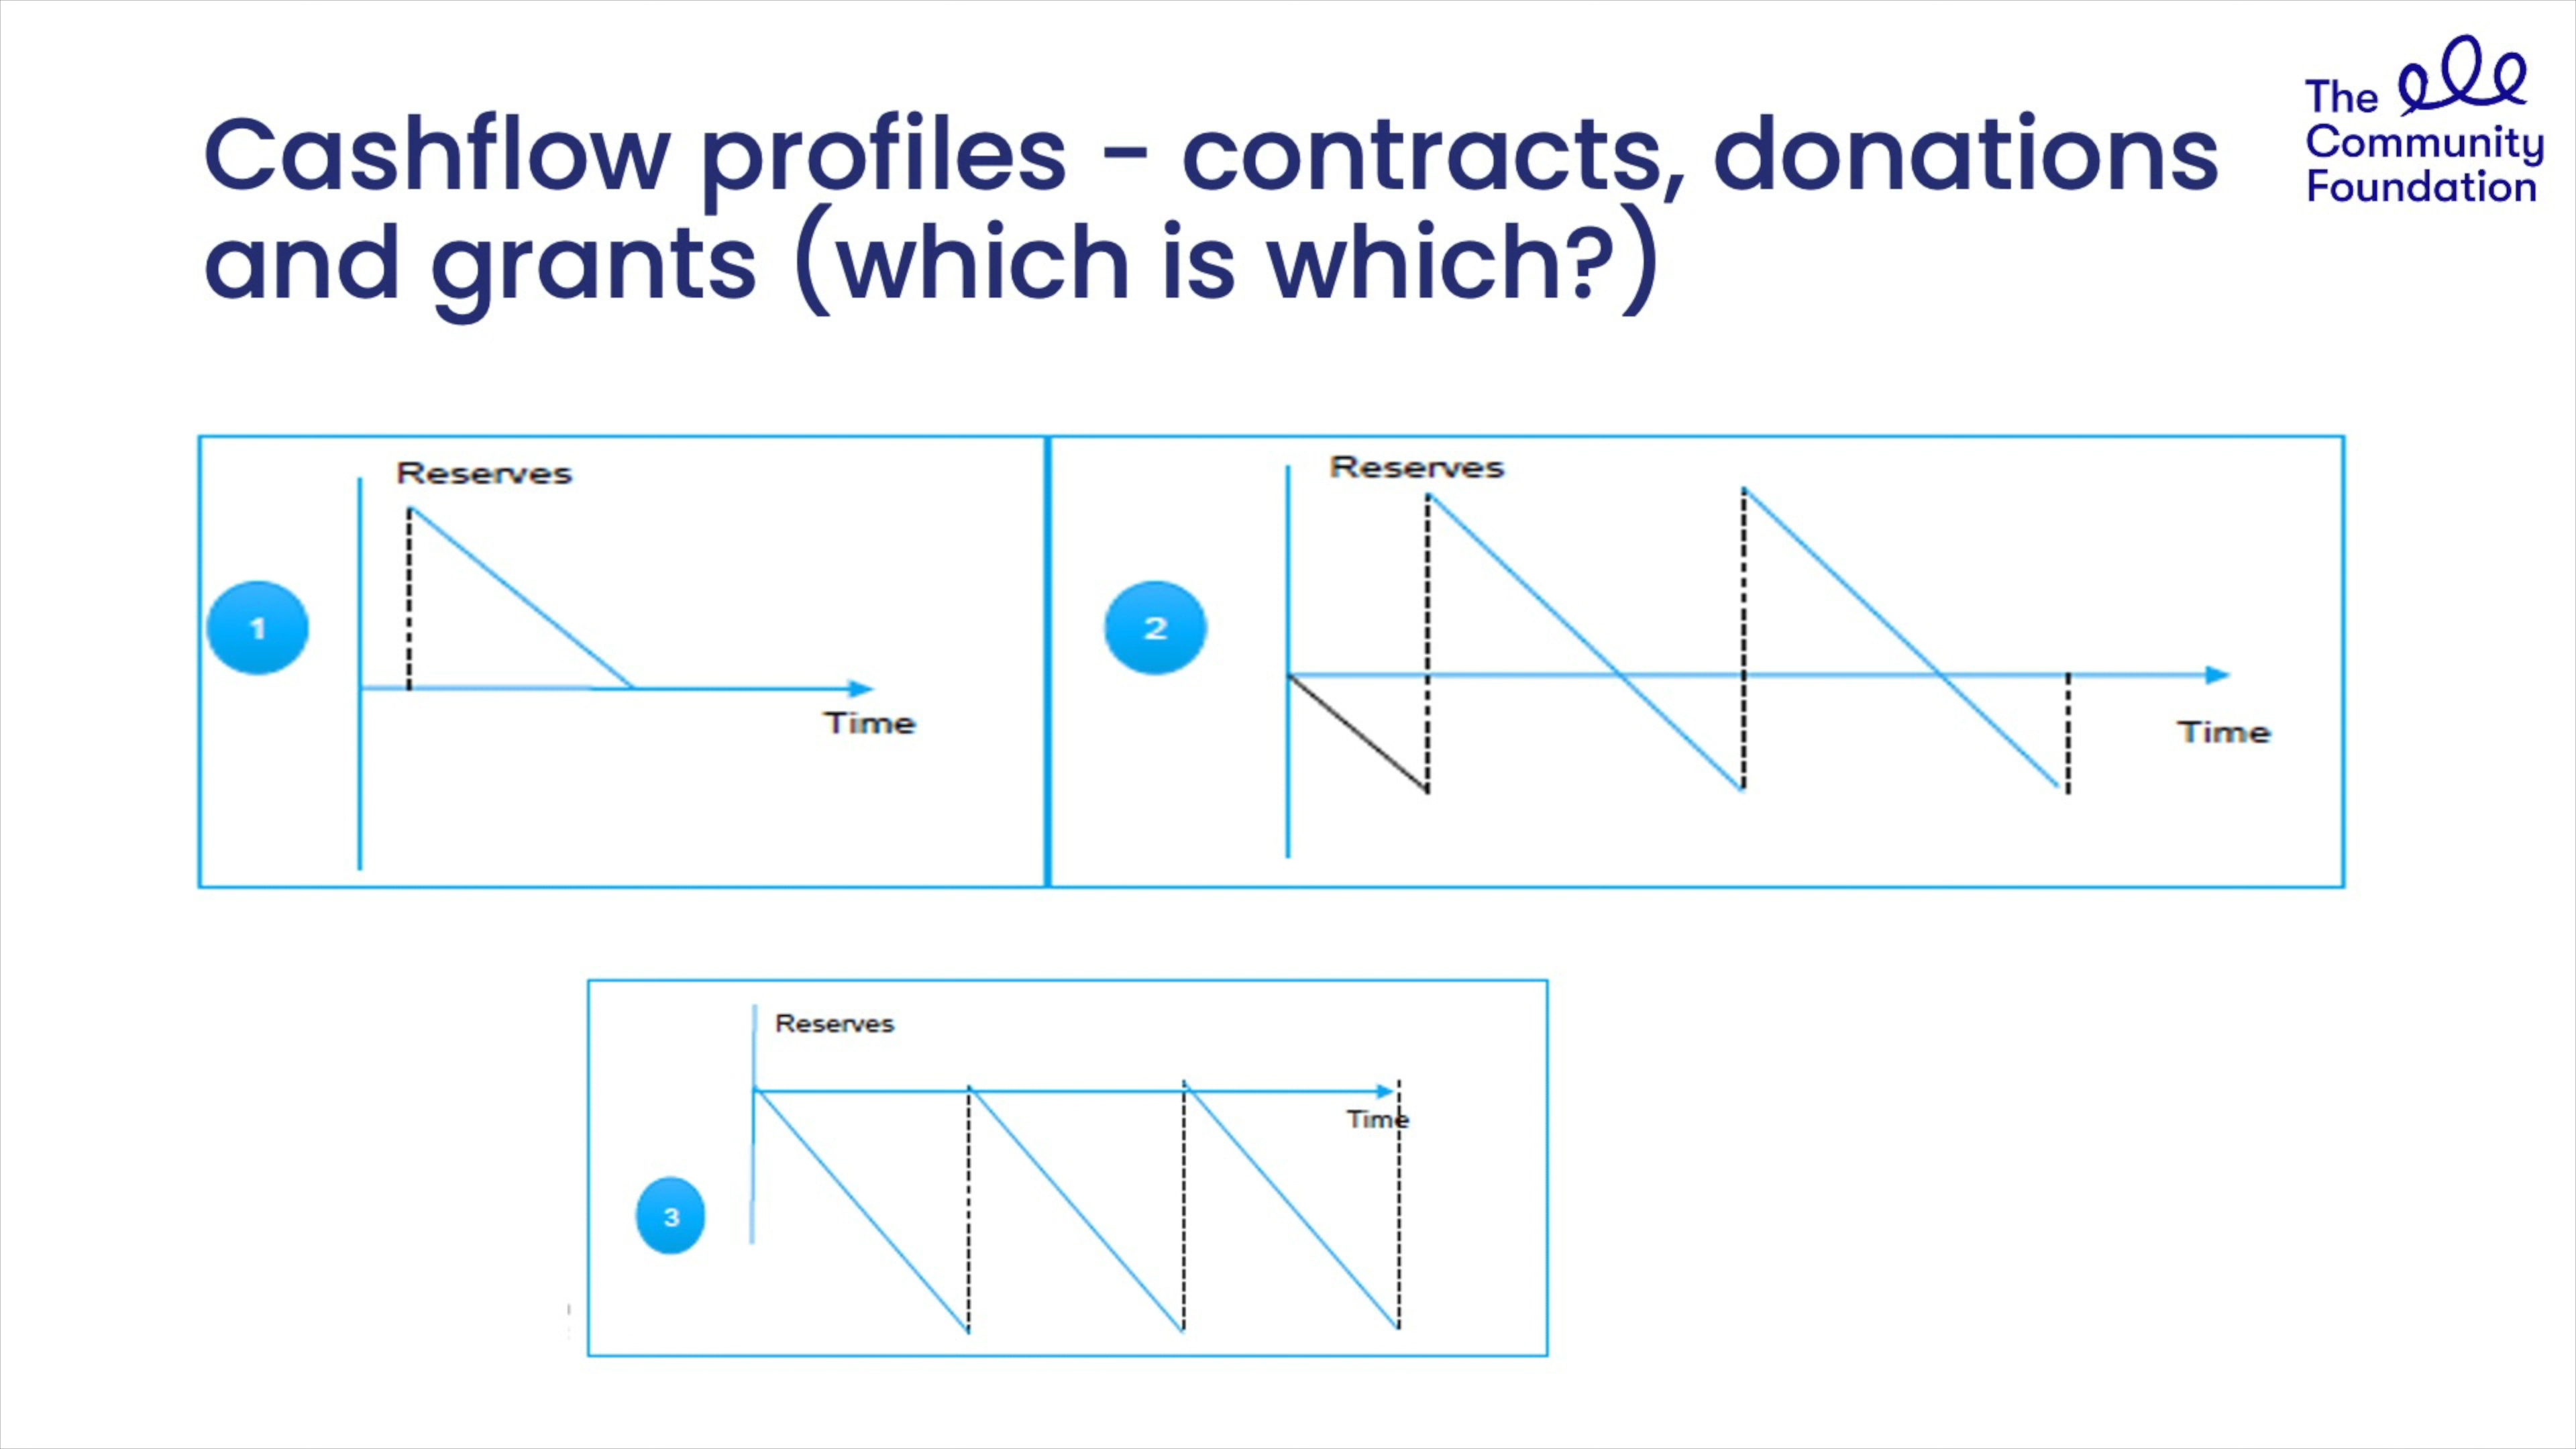 Cashflow profiles - contracts, donations
and grants (which is which?)
The
Community
Foundation
Reserves
1
Time
Reserves
2
Time
Reserves
Time
3